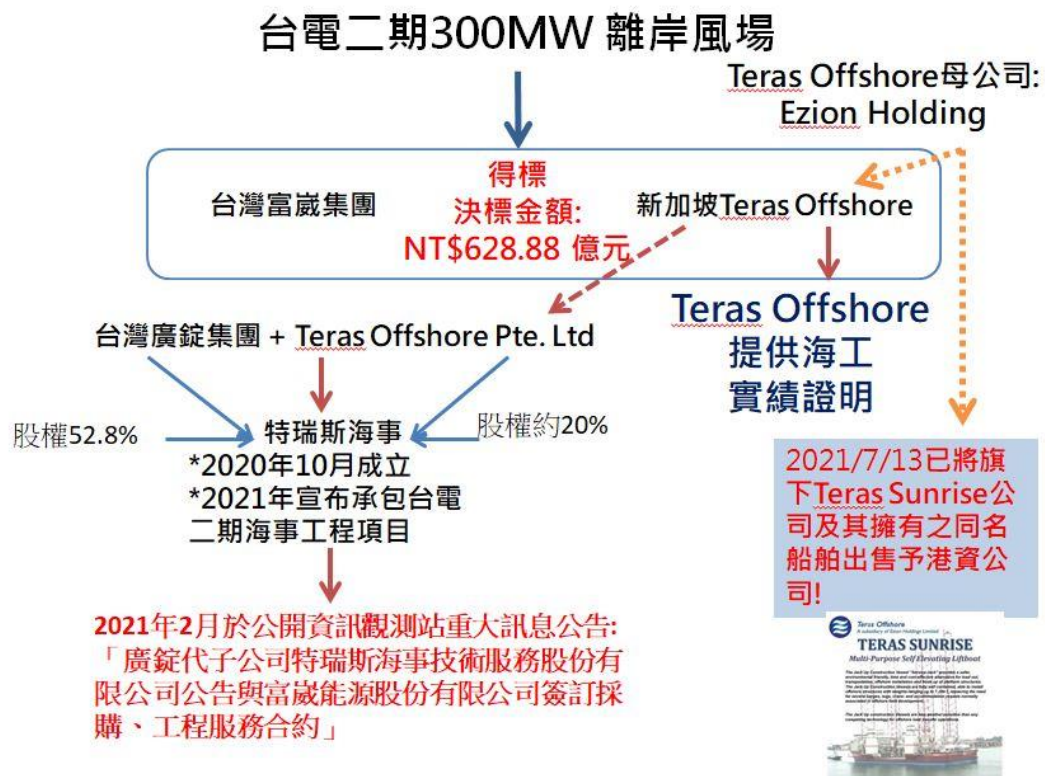 台電二期300MW 離岸風場
Teras Offshore母公司:
Ezion Holding
台灣富崴集團
得標
決標金額:
NT$628.88 億元
新加坡Teras Offshore
Teras Offshore
提供海工
實績證明
台灣廣錠集團 + Teras Offshore Pte. Ltd
股權52.8%
股權約20%
特瑞斯海事
*2020年10月成立
*2021年宣布承包台電
二期海事工程項目
2021/7/13已將旗
下Teras Sunrise公
司及其擁有之同名
船舶出售予港資公
司!
2021年2月於公開資訊觀測站重大訊息公告:
「廣錠代子公司特瑞斯海事技術服務股份有
限公司公告與富崴能源股份有限公司簽訂採
購、工程服務合約」
Teras Offshore
A subsidiary of Ezion Holdings Limited
TERAS SUNRISE
Multi-Purpose Self Elevating Liftboat